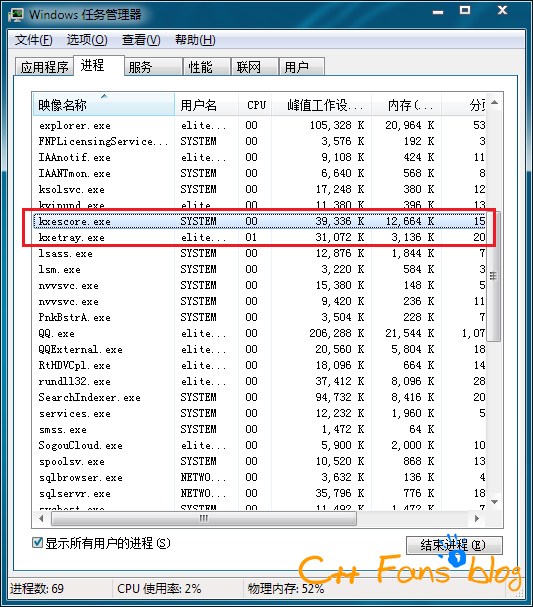 Windows 任务管理器
文件(F) 选项(O) 查看(V) 帮助(H)
应用程序 进程 服务 性能 联网 用户
映像名称 用户名 CPU 峰值工作设... 内存(... 分页
explorer.exe elite... 00 105,328 K 20,964 K 53
FNPLicensingService... SYSTEM 00 3,576 K 192 K 3
IAAnotif.exe elite... 00 9,108 K 424 K 11
IAANTmon.exe SYSTEM 00 6,640 K 568 K 8
ksolsvc.exe SYSTEM 00 17,248 K 380 K 12
kvipund.exe elite... 00 11,380 K 396 K 13
kxescore.exe SYSTEM 00 39,336 K 12,664 K 15
kxetray.exe elite... 01 31,072 K 3,136 K 20
lsass.exe SYSTEM 00 12,876 K 1,844 K 7
lsm.exe SYSTEM 00 3,220 K 584 K 3
nvvsvc.exe SYSTEM 00 15,380 K 148 K 5
nvvsvc.exe SYSTEM 00 9,420 K 236 K 11
PnkBstrA.exe SYSTEM 00 3,504 K 228 K 7
QQ.exe elite... 00 206,288 K 21,544 K 1,07
QQExternal.exe elite... 00 20,560 K 5,804 K 18
RtHDVCpl.exe elite... 00 18,096 K 664 K 14
rundll32.exe elite... 00 37,412 K 8,096 K 28
SearchIndexer.exe SYSTEM 00 94,732 K 8,416 K 20
services.exe SYSTEM 00 12,232 K 1,960 K 5
smss.exe SYSTEM 00 1,472 K 64 K
SogouCloud.exe elite... 00 5,900 K 2,000 K 10
spoolsv.exe SYSTEM 00 10,520 K 868 K 13
sqlbrowser.exe NETWO... 00 3,632 K 136 K 4
sqlservr.exe NETWO... 00 35,796 K 776 K 18
svchost.exe SYSTEM 00 11,492 K 1,472 K 7
显示所有用户的进程(S) 结束进程(E)
C++ Fans blog
进程数: 69 CPU 使用率: 2% 物理内存: 52%